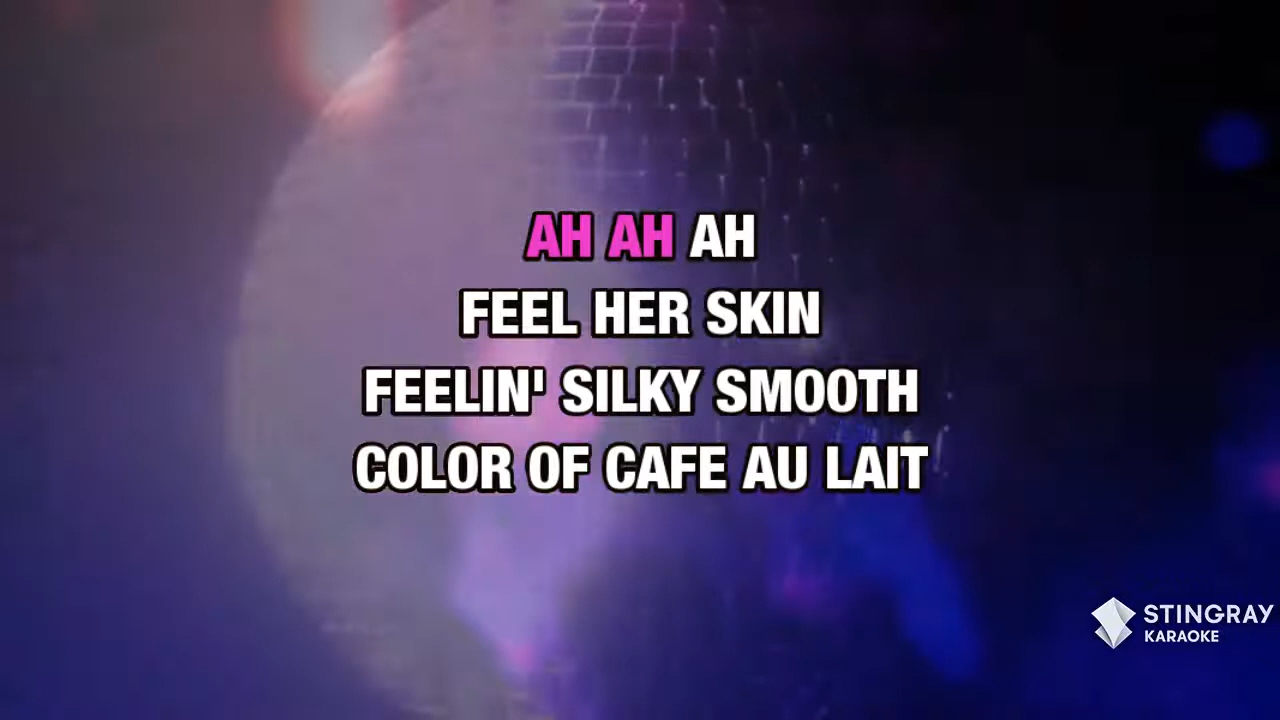 AH AH AH
FEEL HER SKIN
FEELIN' SILKY SMOOTH
COLOR OF CAFE AU LAIT
STINGRAY
KARAOKE